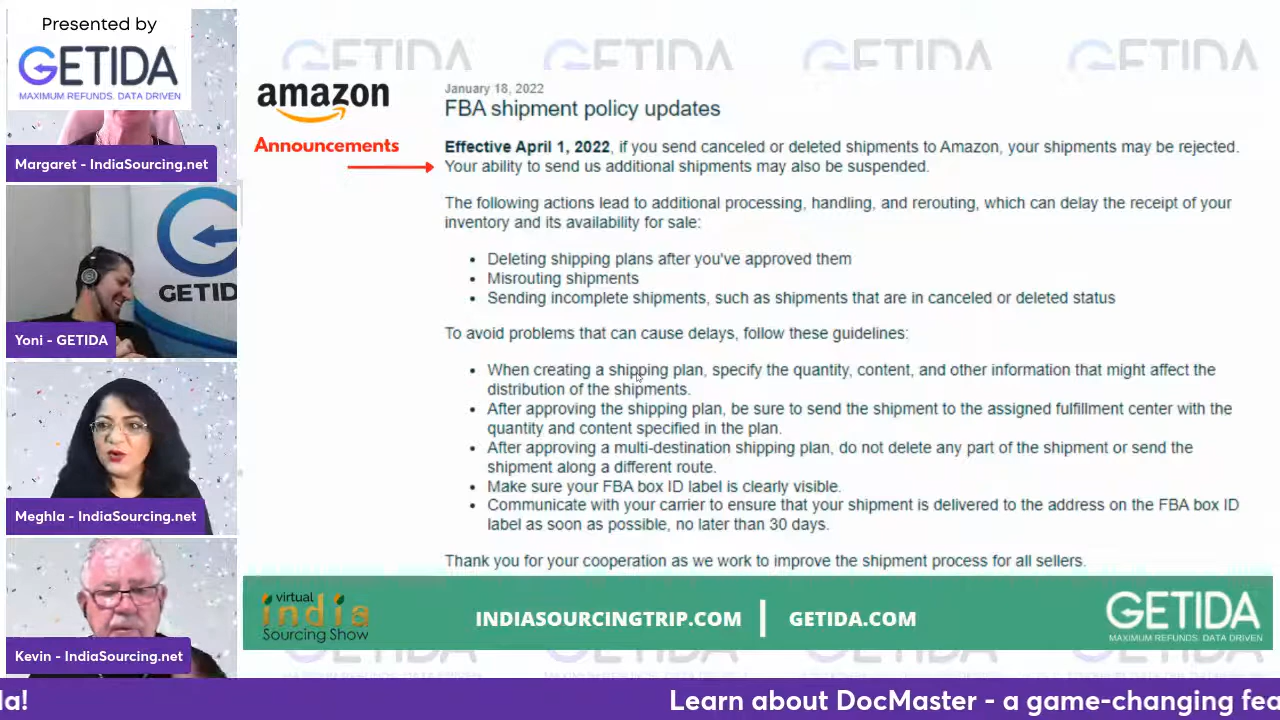 Presented by
GETIDA
MAXIMUM REFUNDS. DATA DRIVEN
Margaret - IndiaSourcing.net
GETID
Yoni - GETIDA
Meghla - IndiaSourcing.net
Kevin - IndiaSourcing.net
GETIDA GETIDA GETIDA GETIDA
amazon
Announcements
January 18, 2022
FBA shipment policy updates
Effective April 1, 2022, if you send canceled or deleted shipments to Amazon, your shipments may be rejected.
Your ability to send us additional shipments may also be suspended.
The following actions lead to additional processing, handling, and rerouting, which can delay the receipt of your
inventory and its availability for sale:
• Deleting shipping plans after you've approved them
• Misrouting shipments
• Sending incomplete shipments, such as shipments that are in canceled or deleted status
To avoid problems that can cause delays, follow these guidelines:
• When creating a shipping plan, specify the quantity, content, and other information that might affect the
distribution of the shipments.
• After approving the shipping plan, be sure to send the shipment to the assigned fulfillment center with the
quantity and content specified in the plan.
• After approving a multi-destination shipping plan, do not delete any part of the shipment or send the
shipment along a different route.
• Make sure your FBA box ID label is clearly visible.
• Communicate with your carrier to ensure that your shipment is delivered to the address on the FBA box ID
label as soon as possible, no later than 30 days.
Thank you for your cooperation as we work to improve the shipment process for all sellers.
virtual
india
Sourcing Show
INDIASOURCINGTRIP.COM | GETIDA.COM
GETIDA
MAXIMUM REFUNDS. DATA DRIVEN
da! Learn about DocMaster - a game-changing fea